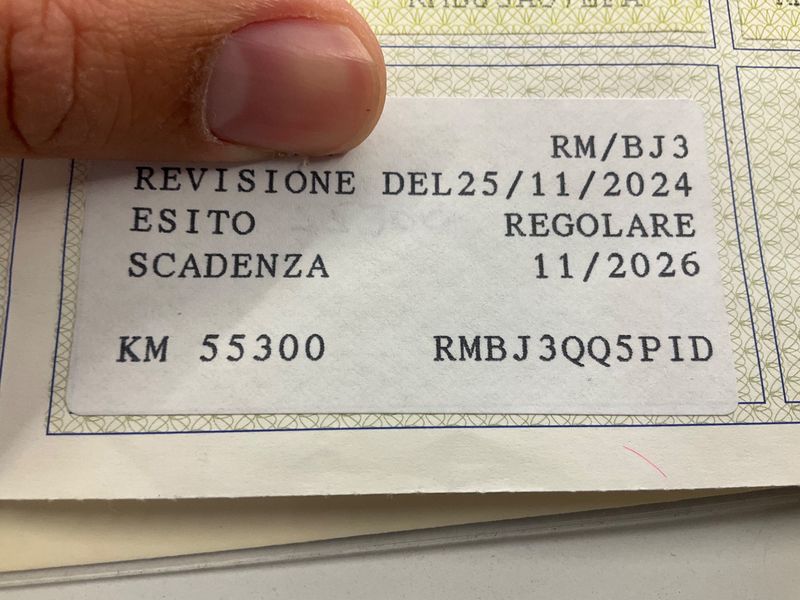 RM/BJ3
REVISIONE DEL25/11/2024
ESITO REGOLARE
SCADENZA 11/2026
KM 55300 RMBJ3QQ5PID